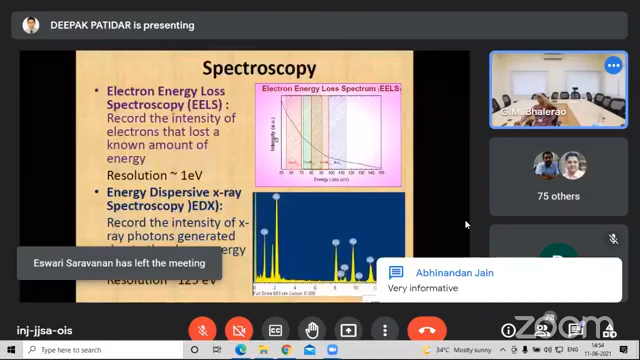 DEEPAK PATIDAR is presenting
Spectroscopy
• Electron Energy Loss
Spectroscopy (EELS) :
Record the intensity of
electrons that lost a
known amount of
energy
Resolution ~ 1eV
• Energy Dispersive x-ray
Spectroscopy )EDX):
Record the intensity of x-
ray photons generated
Electron Energy Loss Spectrum (EELS)
Intensity (a.u.)
Energy Loss (eV)
G.M. Bhalerao
75 others
Eswari Saravanan has left the meeting
Abhinandan Jain
Very informative
inj-jjsa-ois
78
zoom
Type here to search
34°C Mostly sunny
ENG
14:54
11-06-2021